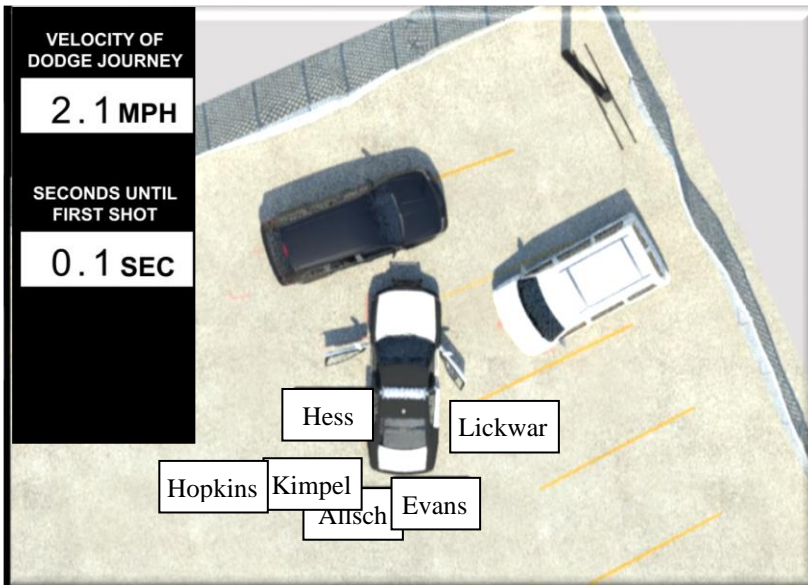 VELOCITY OF
DODGE JOURNEY
2.1 MPH
SECONDS UNTIL
FIRST SHOT
0.1 SEC
Hess
Lickwar
Hopkins
Kimpel
Evans